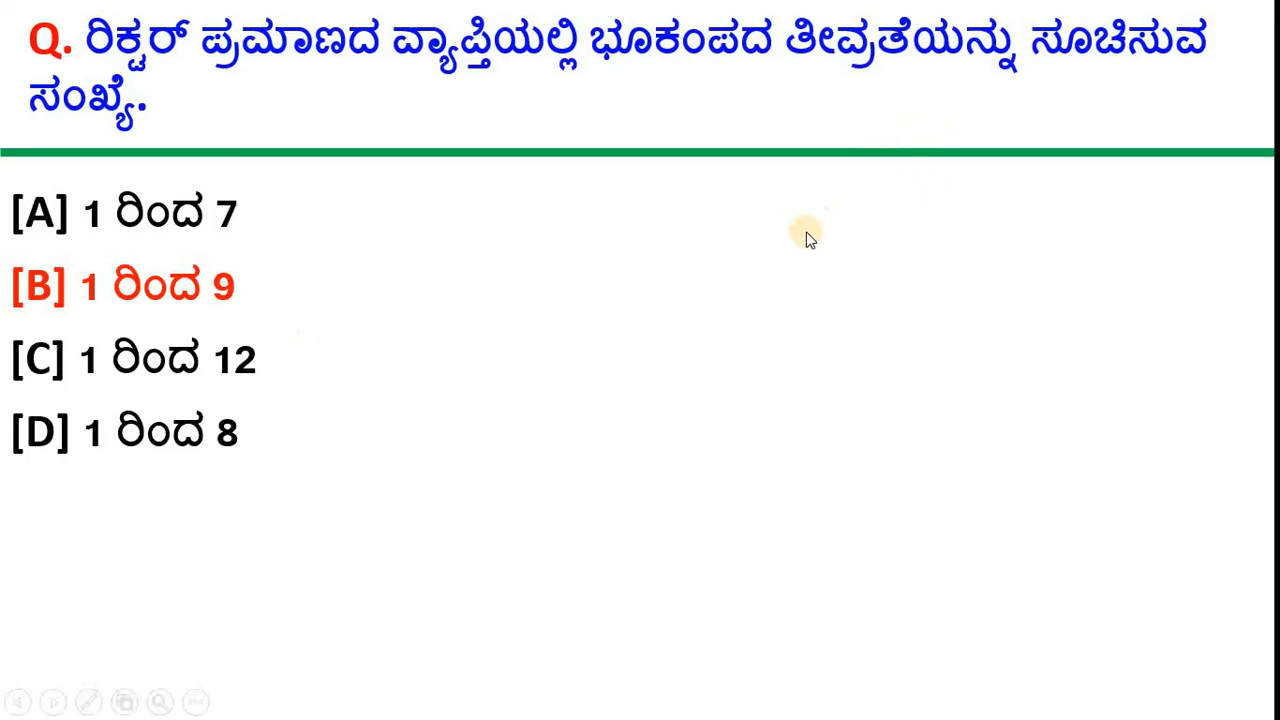 Q. ರಿಕ್ಟರ್ ಪ್ರಮಾಣದ ವ್ಯಾಪ್ತಿಯಲ್ಲಿ ಭೂಕಂಪದ ತೀವ್ರತೆಯನ್ನು ಸೂಚಿಸುವ
ಸಂಖ್ಯೆ.
[A] 1 ರಿಂದ 7
[B] 1 ರಿಂದ 9
[C] 1 ರಿಂದ 12
[D] 1 ರಿಂದ 8